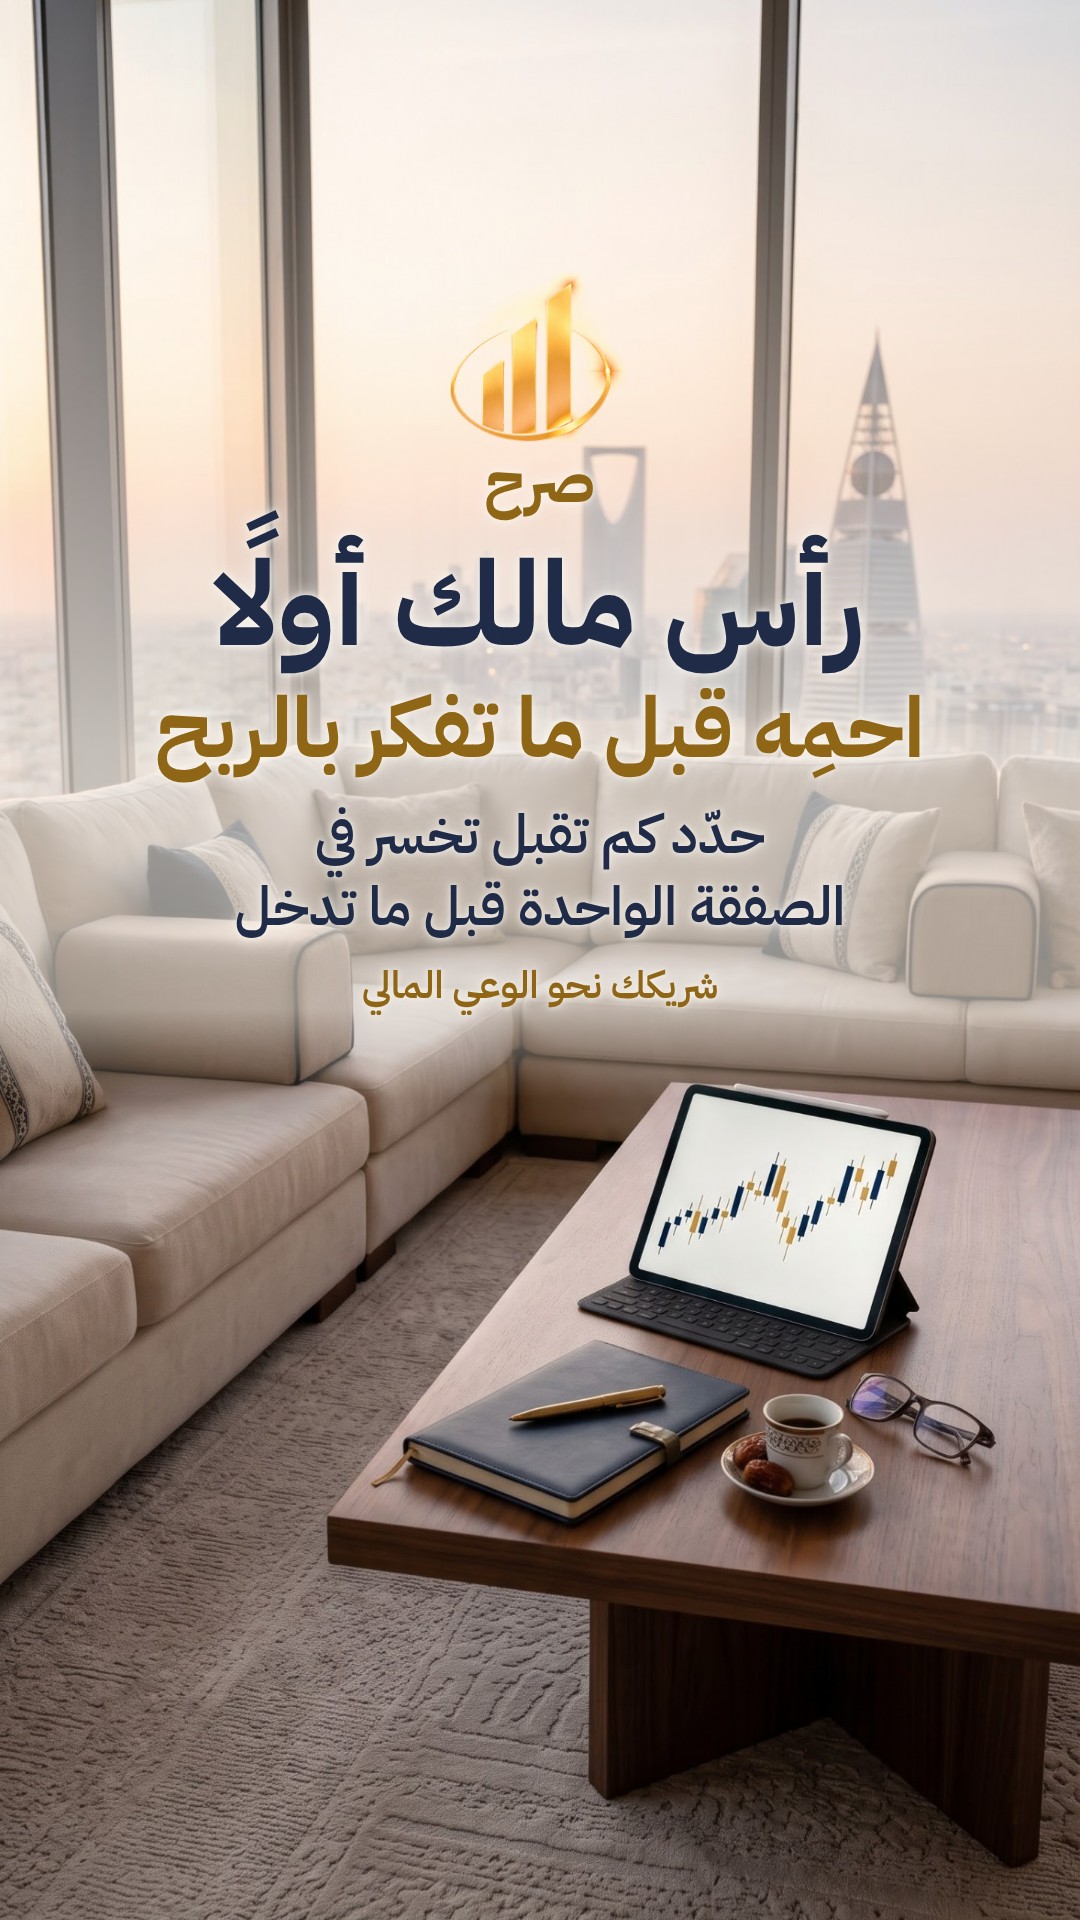 صرح
رأس مالك أولًا
احمِه قبل ما تفكر بالربح
حدّد كم تقبل تخسر في
الصفقة الواحدة قبل ما تدخل
شريكك نحو الوعي المالي